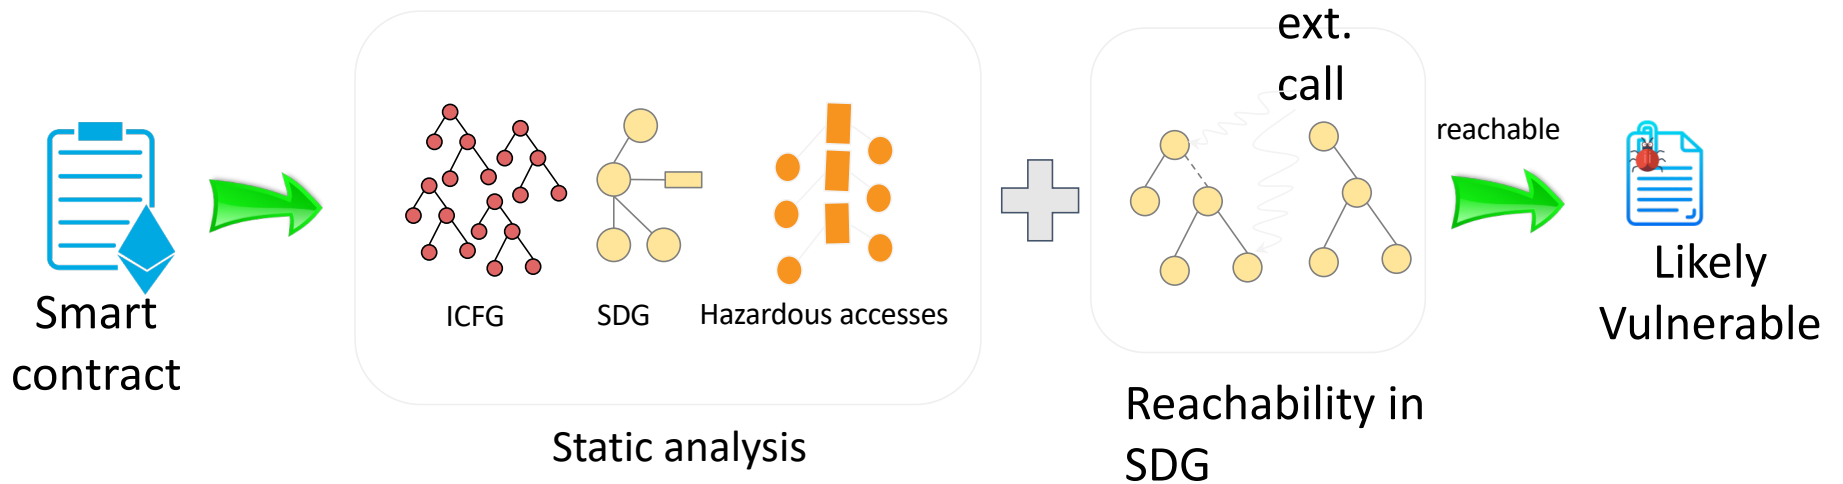 Smart
contract
ICFG
SDG
Hazardous accesses
Static analysis
ext.
call
Reachability in
SDG
reachable
Likely
Vulnerable